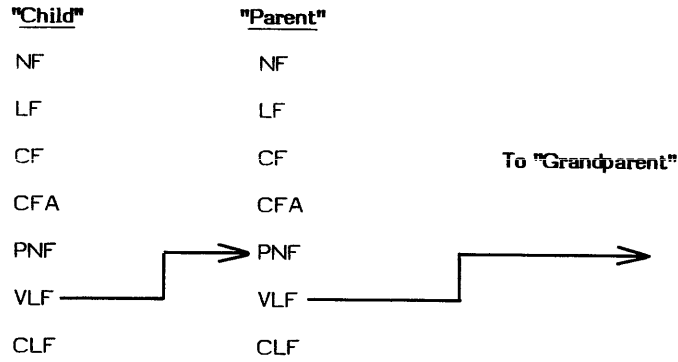 "Child" "Parent"
NF NF
LF LF
CF CF
To "Grandparent"
CFA CFA
PNF PNF
VLF VLF
CLF CLF